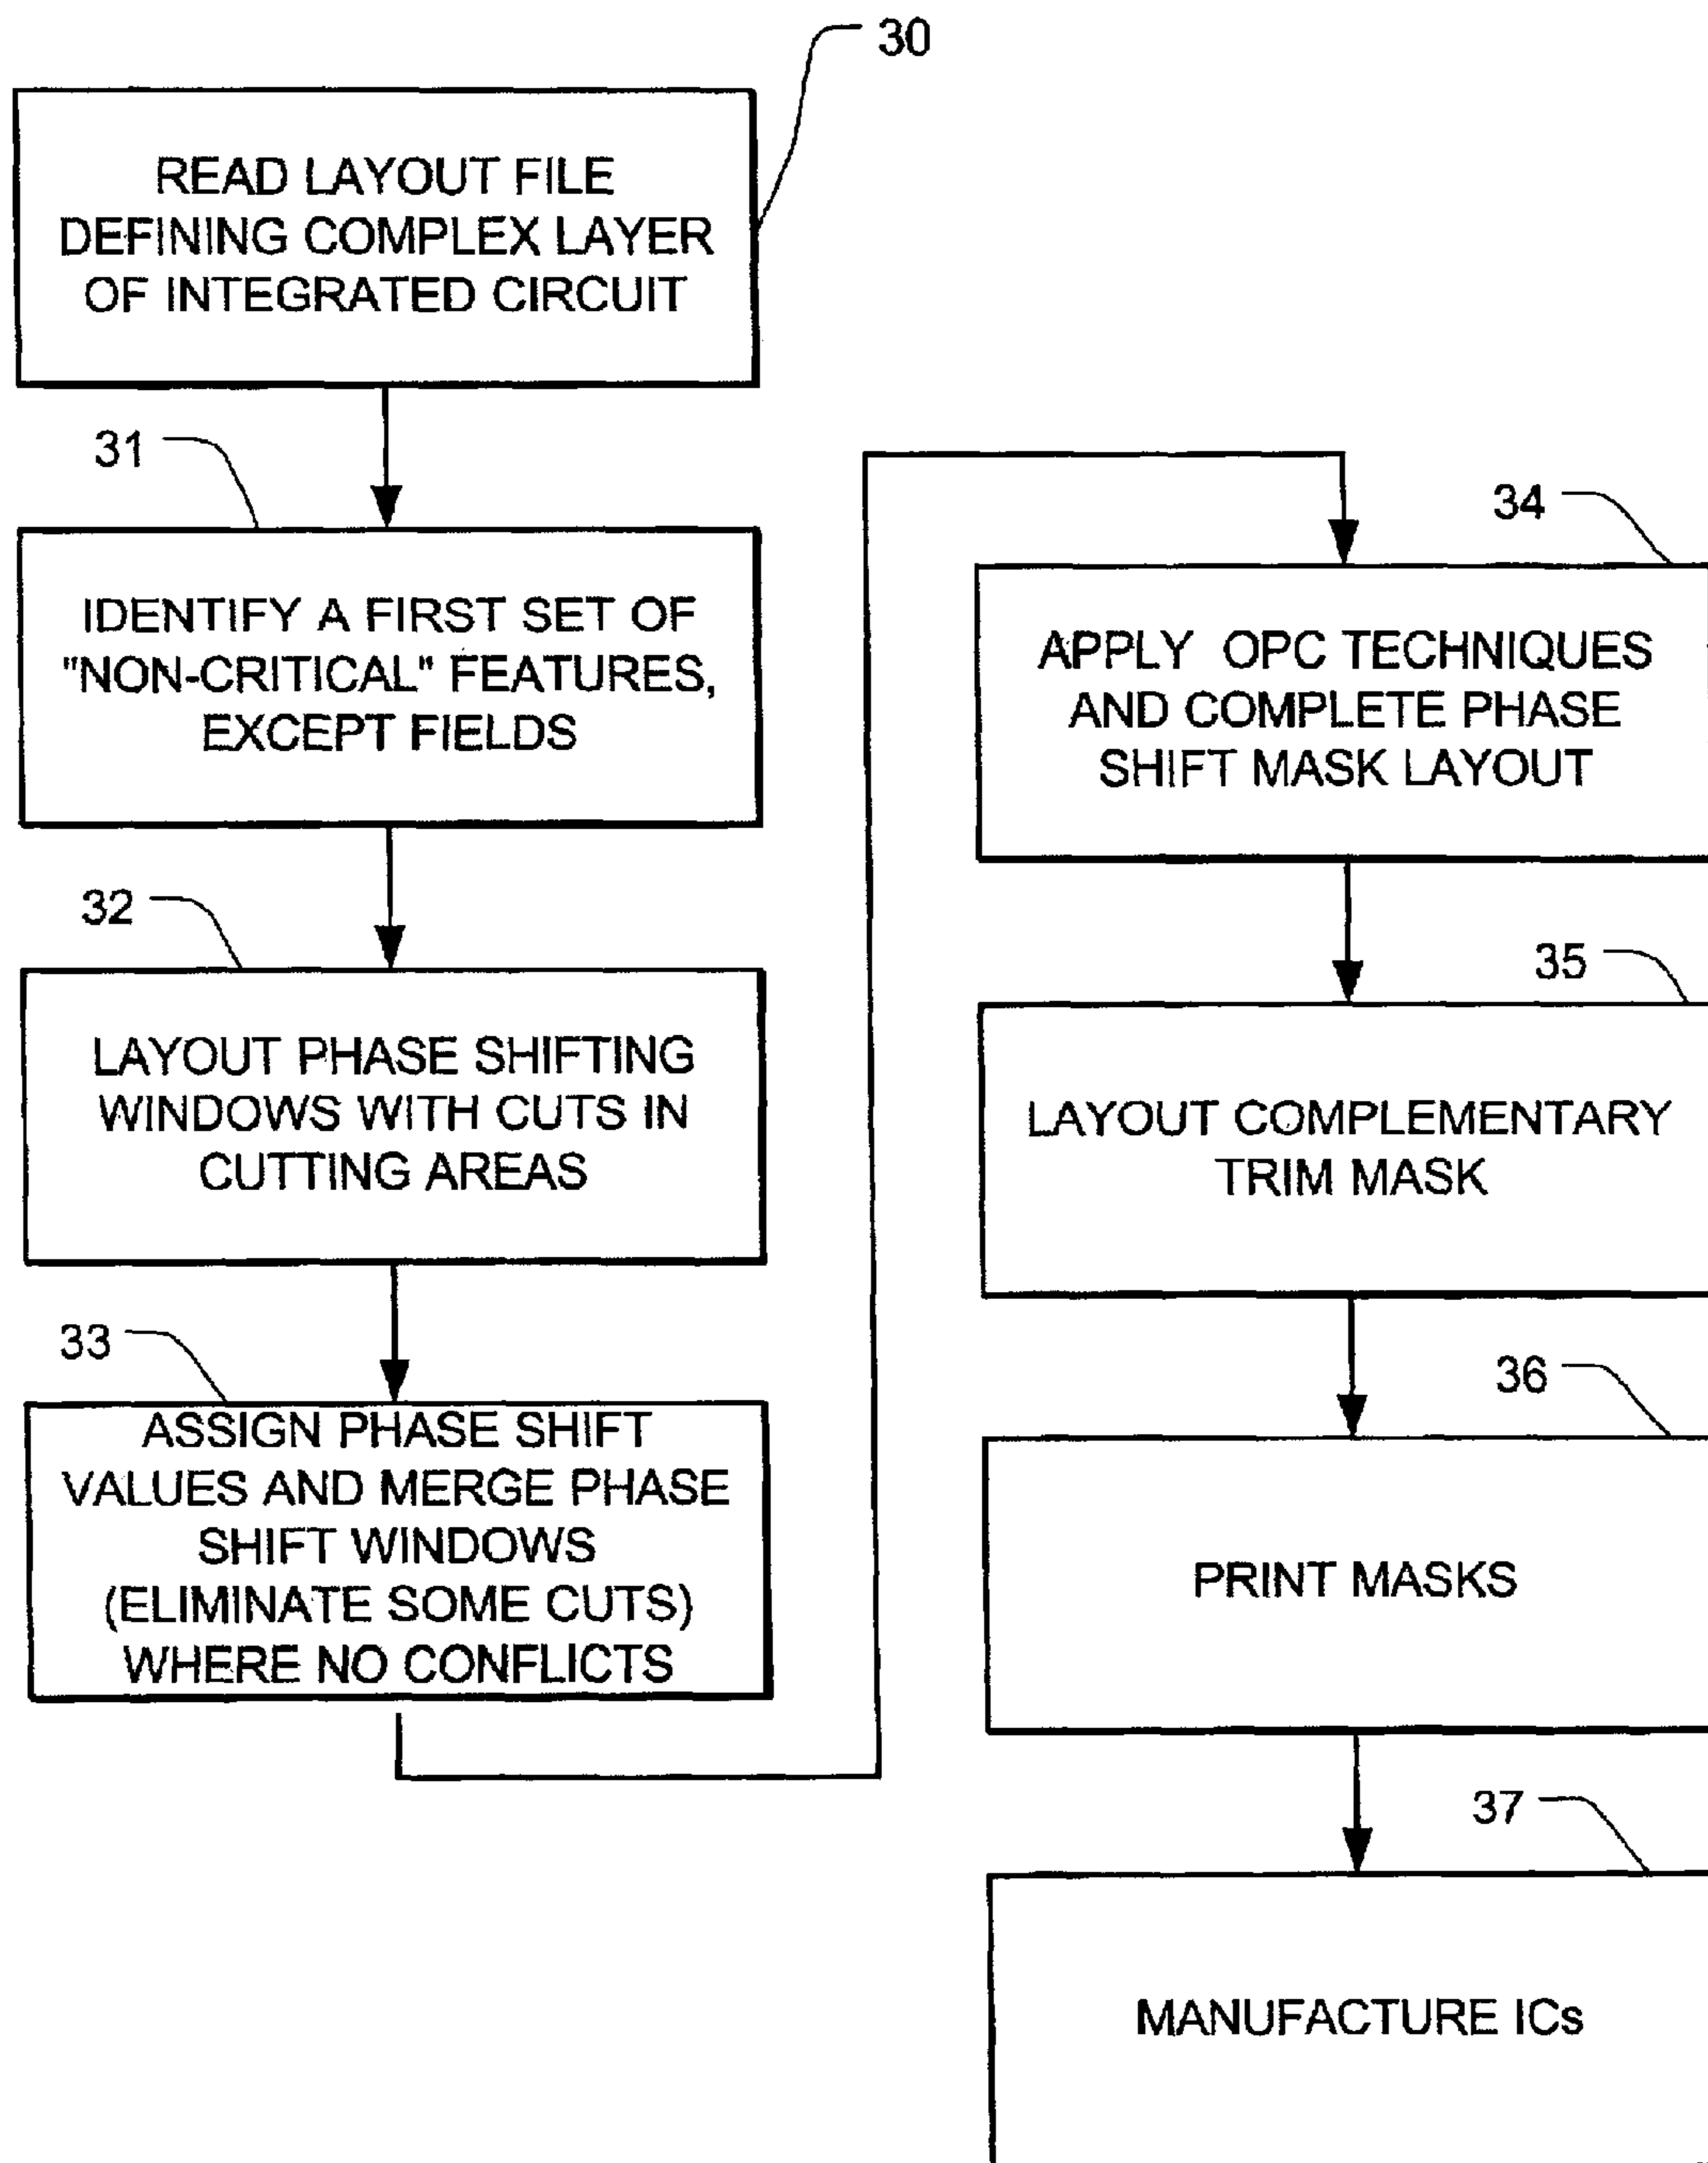 30
READ LAYOUT FILE
DEFINING COMPLEX LAYER
OF INTEGRATED CIRCUIT
31
IDENTIFY A FIRST SET OF
"NON-CRITICAL" FEATURES,
EXCEPT FIELDS
32
LAYOUT PHASE SHIFTING
WINDOWS WITH CUTS IN
CUTTING AREAS
33
ASSIGN PHASE SHIFT
VALUES AND MERGE PHASE
SHIFT WINDOWS
(ELIMINATE SOME CUTS)
WHERE NO CONFLICTS
34
APPLY OPC TECHNIQUES
AND COMPLETE PHASE
SHIFT MASK LAYOUT
35
LAYOUT COMPLEMENTARY
TRIM MASK
36
PRINT MASKS
37
MANUFACTURE ICs